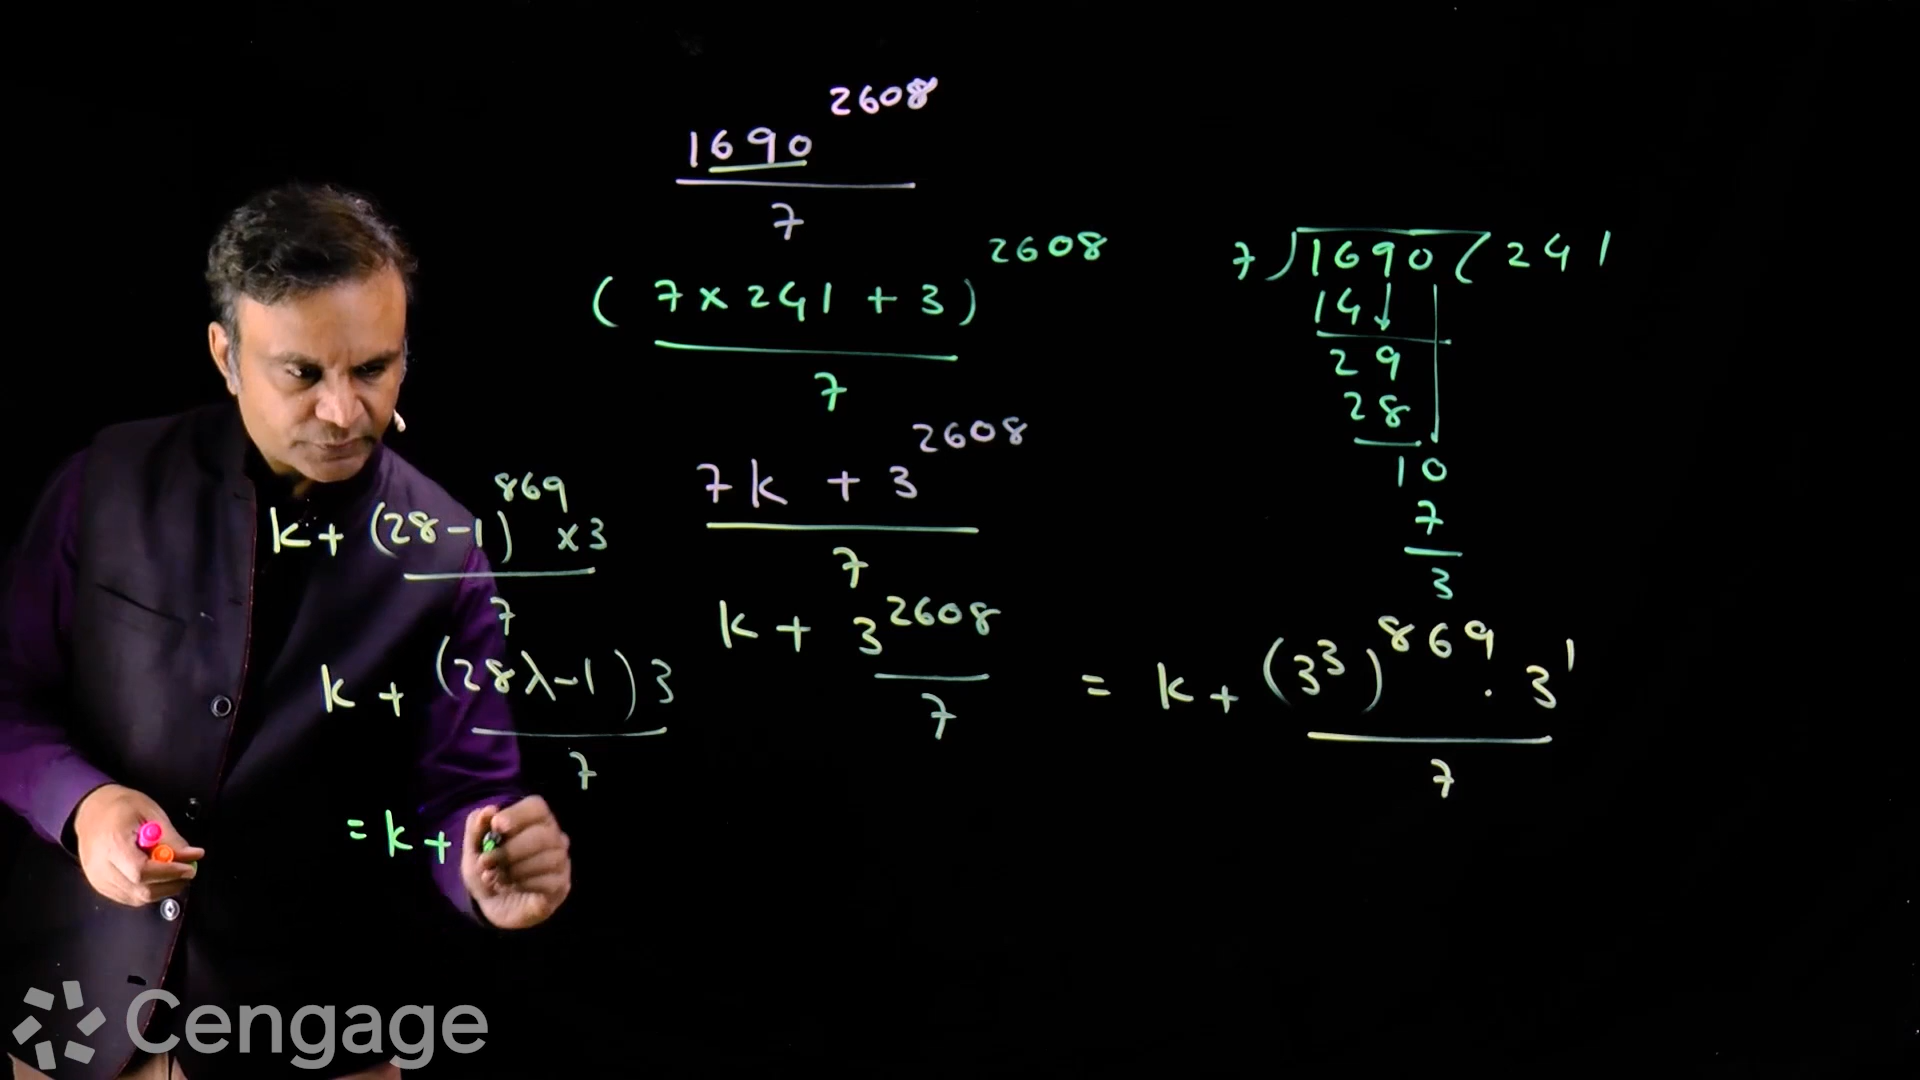 1690^2608
7
(7×241+3)^2608
7
7k + 3^2608
7
k + 3^2608
7
= k + (3^3)^869 · 3^1
7
k + (28-1)^869 ×3
7
k + (28λ-1)3
7
= k +
7)1690(241
14
29
28
10
7
3
Cengage